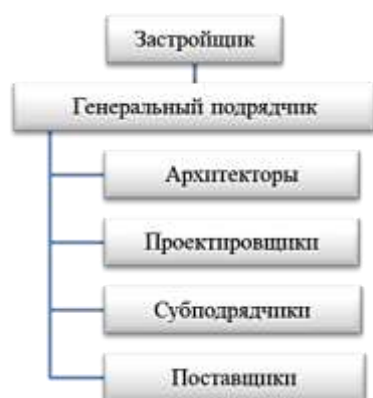 Застройщик
Генеральный подрядчик
Архитекторы
Проектировщики
Субподрядчики
Поставщики